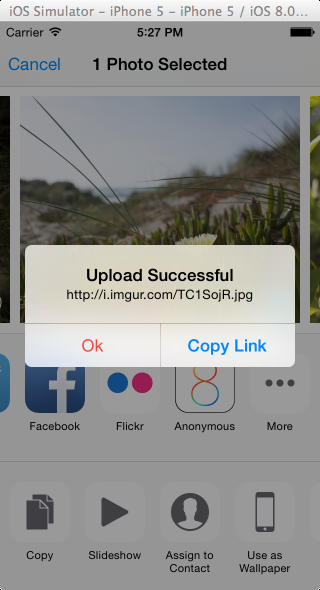 iOS Simulator – iPhone 5 – iPhone 5 / iOS 8.0...
Carrier 5:27 PM
Cancel 1 Photo Selected
Upload Successful
http://i.imgur.com/TC1SojR.jpg
Ok Copy Link
Facebook Flickr Anonymous More
Copy Slideshow Assign to Contact Use as Wallpaper